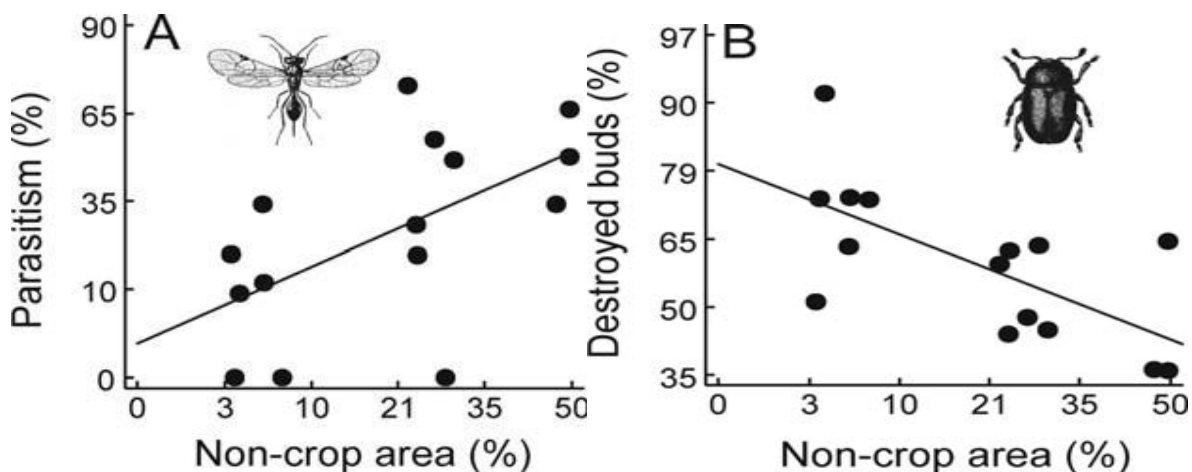 A
Parasitism (%)
90
65
35
10
0
0 3 10 21 35 50
Non-crop area (%)
B
Destroyed buds (%)
97
90
79
65
50
35
0 3 10 21 35 50
Non-crop area (%)